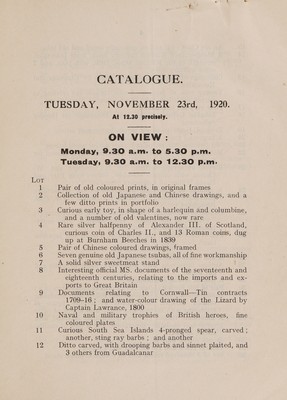 CATALOGUE.
TUESDAY, NOVEMBER 23rd, 1920.
At 12.30 precisely.
ON VIEW:
Monday, 9.30 a.m. to 5.30 p.m.
Tuesday, 9.30 a.m. to 12.30 p.m.
LOT
1 Pair of old coloured prints, in original frames
2 Collection of old Japanese and Chinese drawings, and a
few ditto prints in portfolio
3 Curious early toy, in shape of a harlequin and columbine,
and a number of old valentines, now rare
4 Rare silver halfpenny of Alexander III. of Scotland,
curious coin of Charles II., and 13 Roman coins, dug
up at Burnham Beeches in 1839
5 Pair of Chinese coloured drawings, framed
6 Seven genuine old Japanese tsubas, all of fine workmanship
7 A solid silver sweetmeat stand
8 Interesting official MS. documents of the seventeenth and
eighteenth centuries, relating to the imports and ex-
ports to Great Britain
9 Documents relating to Cornwall—Tin contracts
1709-16; and water-colour drawing of the Lizard by
Captain Lawrance, 1800
10 Naval and military trophies of British heroes, fine
coloured plates
11 Curious South Sea Islands 4-pronged spear, carved;
another, sting ray barbs; and another
12 Ditto carved, with drooping barbs and sinnet plaited, and
3 others from Guadalcanar